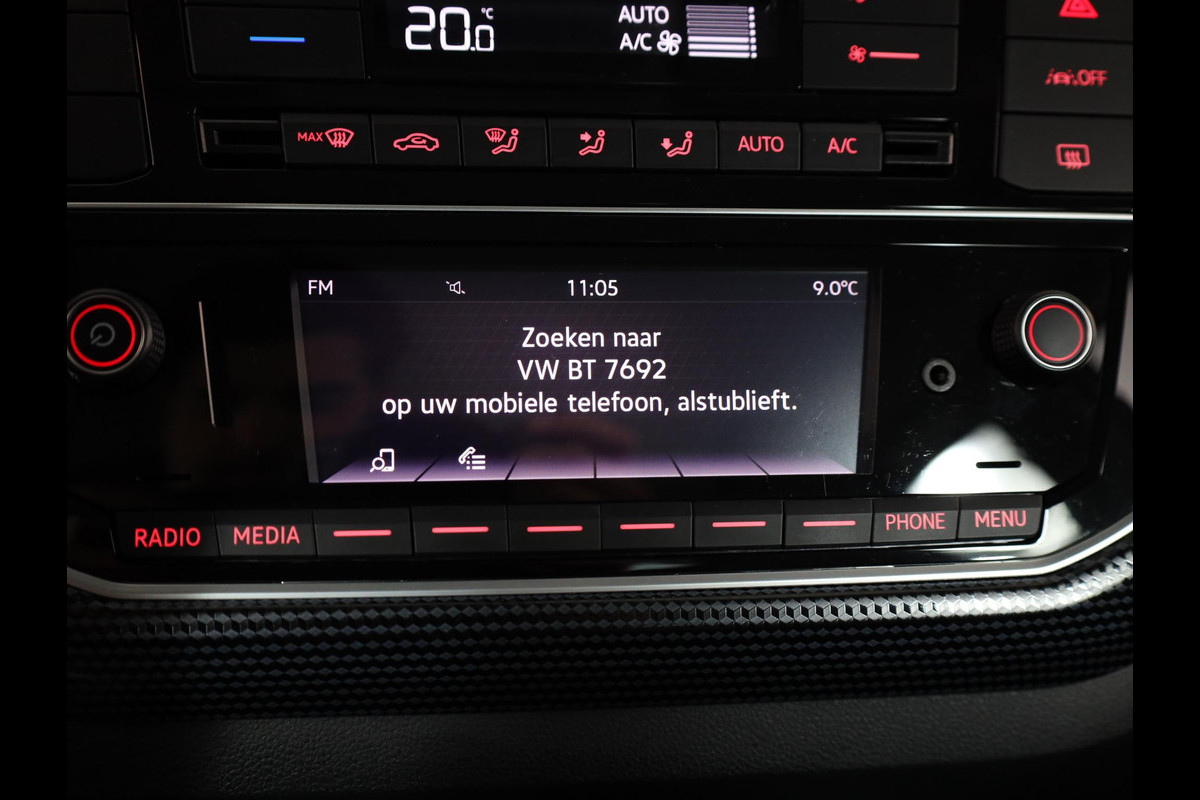 20.0 °C
AUTO
A/C
OFF
MAX
AUTO
A/C
FM
11:05
9.0°C
Zoeken naar
VW BT 7692
op uw mobiele telefoon, alstublieft.
RADIO
MEDIA
PHONE
MENU